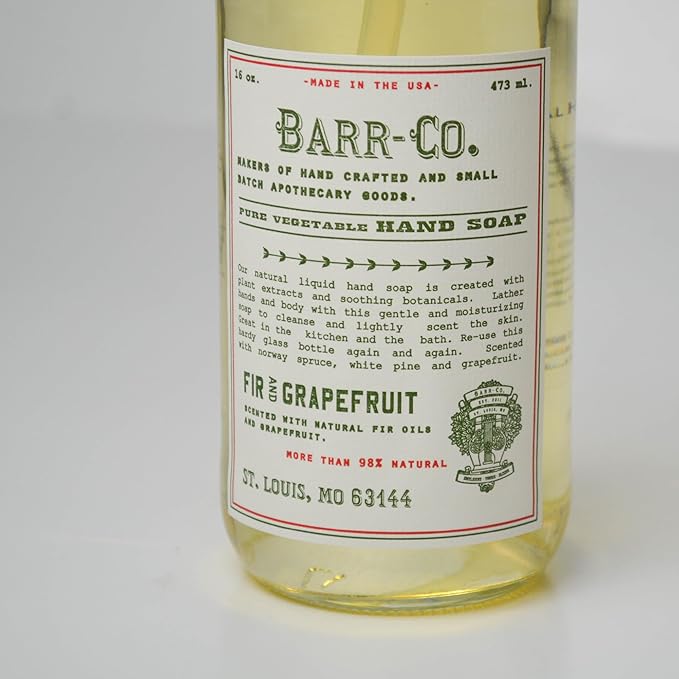 16 oz. -MADE IN THE USA- 473 ml.
BARR-CO.
MAKERS OF HAND CRAFTED AND SMALL
BATCH APOTHECARY GOODS.
PURE VEGETABLE HAND SOAP
Our natural liquid hand soap is created with
plant extracts and soothing botanicals. Lather
hands and body with this gentle and moisturizing
soap to cleanse and lightly scent the skin.
Great in the kitchen and the bath. Re-use this
hardy glass bottle again and again. Scented
with norway spruce, white pine and grapefruit.
FIR AND GRAPEFRUIT
SCENTED WITH NATURAL FIR OILS
AND GRAPEFRUIT.
MORE THAN 98% NATURAL
ST. LOUIS, MO 63144
BARR-CO.
ST. LOUIS, MO